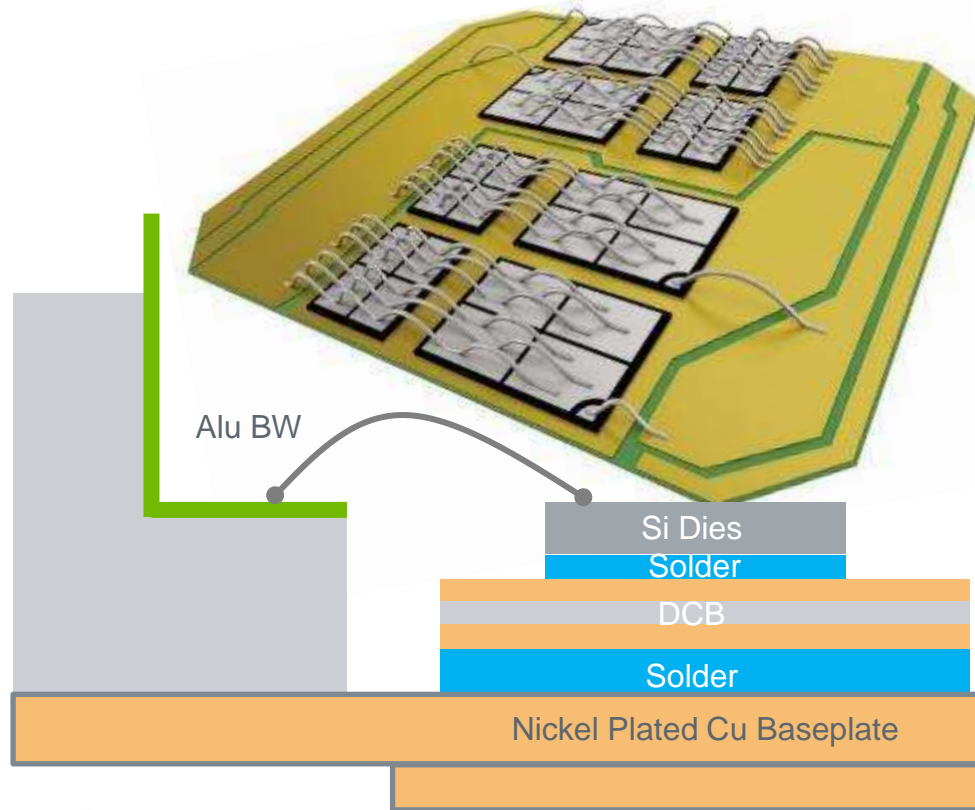 Alu BW
Si Dies
Solder
DCB
Solder
Nickel Plated Cu Baseplate